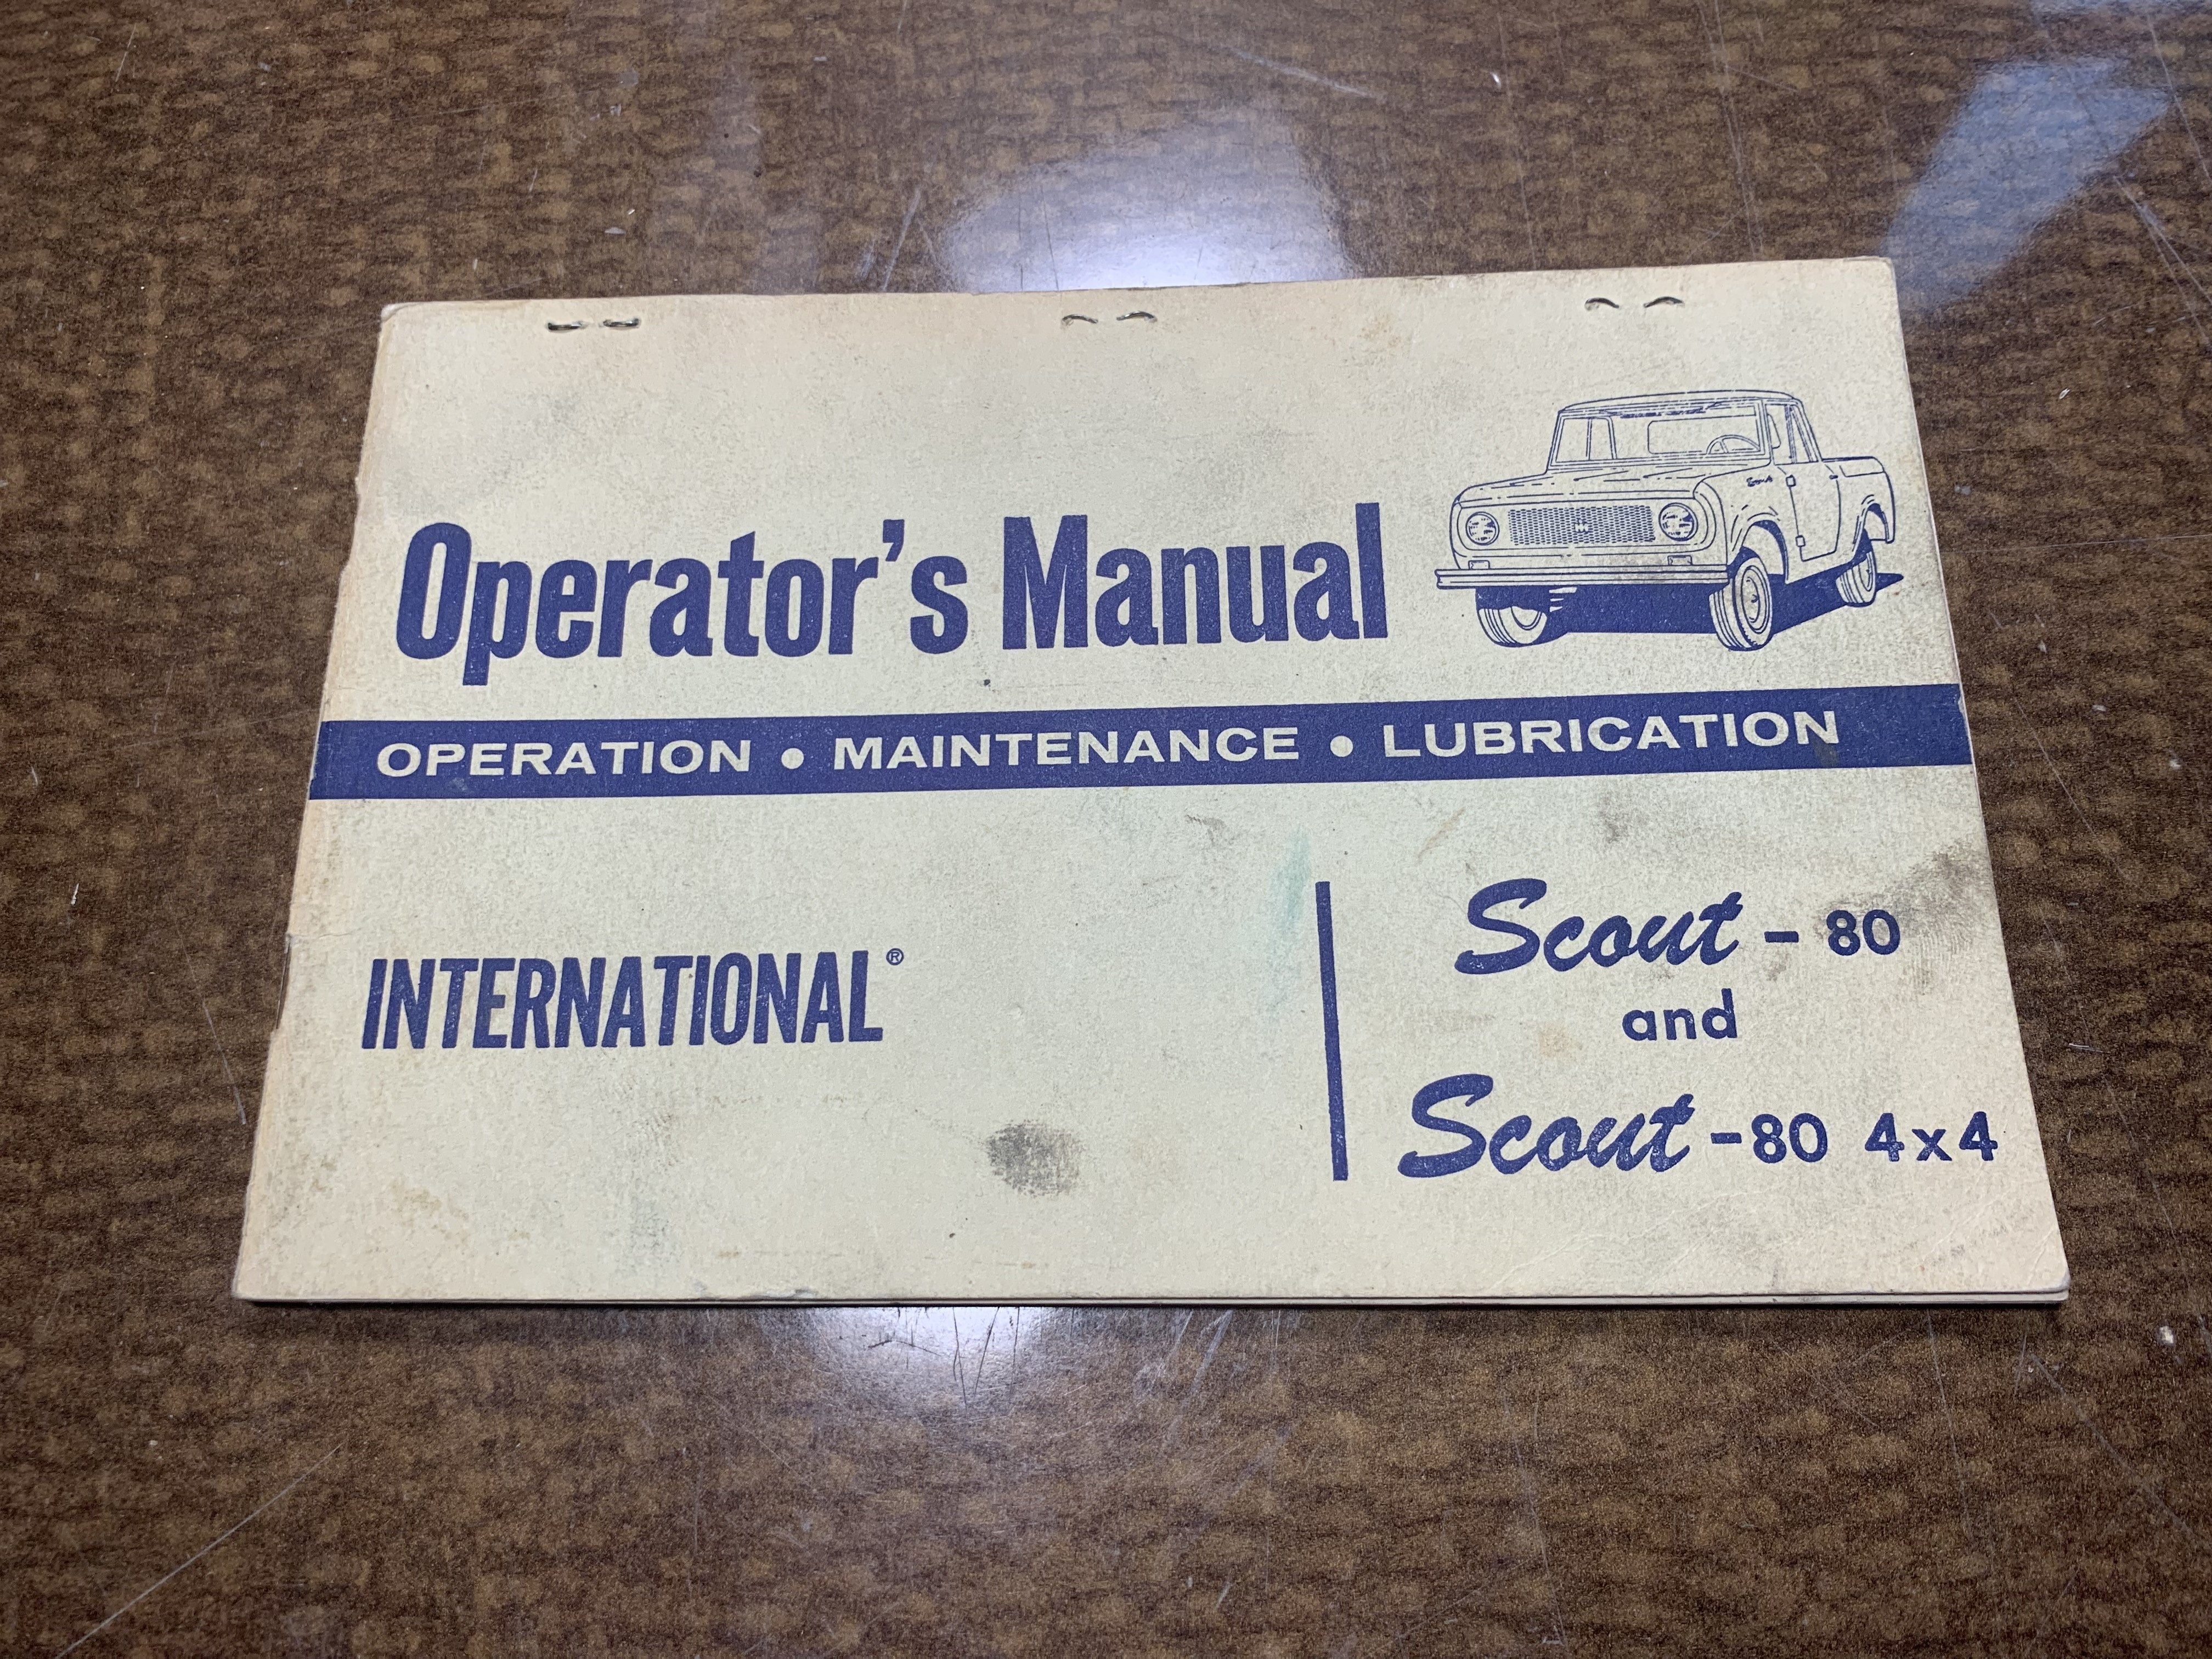 Operator's Manual
OPERATION • MAINTENANCE • LUBRICATION
INTERNATIONAL®
Scout - 80
and
Scout - 80 4x4